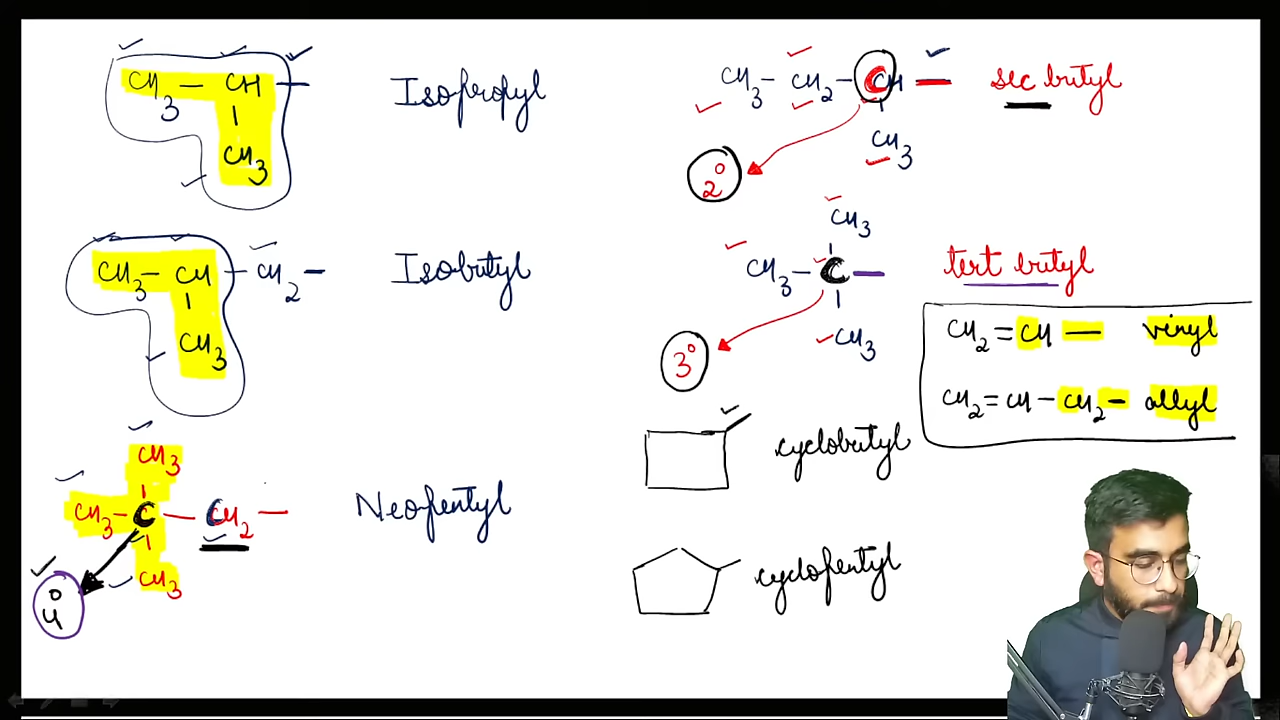 CH3 – CH – Isopropyl
CH3
CH3 – CH – CH2 – Isobutyl
CH3
CH3
CH3 – C – CH2 – Neopentyl
CH3
4°
CH3 – CH2 – CH – sec butyl
CH3
2°
CH3
CH3 – C – tert butyl
CH3
3°
CH2 = CH – vinyl
CH2 = CH – CH2 – allyl
cyclobutyl
cyclopentyl